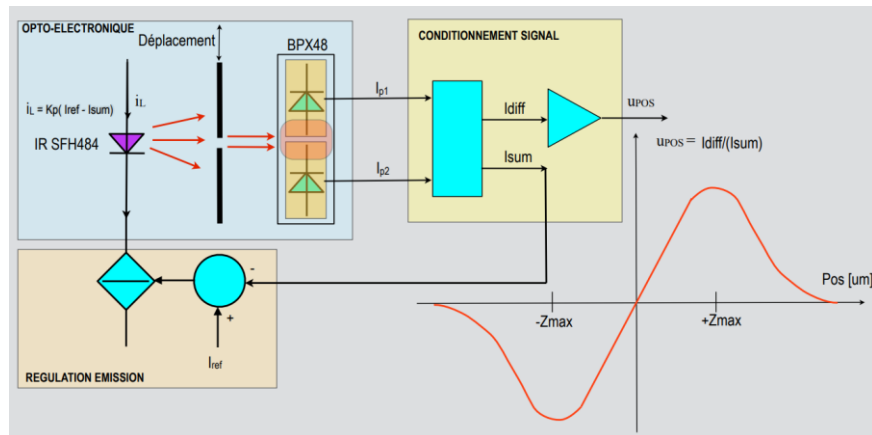 OPTO-ELECTRONIQUE
Déplacement
BPX48
CONDITIONNEMENT SIGNAL
iL = Kp( Iref - Isum)
iL
IR SFH484
Ip1
Idiff
uPOS
uPOS = Idiff/(Isum)
Ip2
Isum
-
+
Iref
REGULATION EMISSION
Pos [um]
-Zmax
+Zmax